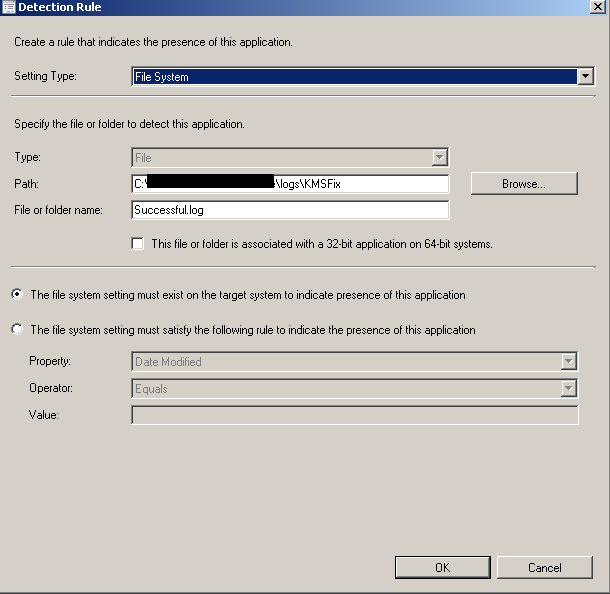 Detection Rule
Create a rule that indicates the presence of this application.
Setting Type: File System
Specify the file or folder to detect this application.
Type: File
Path: C:\ \logs\KMSFix Browse...
File or folder name: Successful.log
This file or folder is associated with a 32-bit application on 64-bit systems.
The file system setting must exist on the target system to indicate presence of this application
The file system setting must satisfy the following rule to indicate the presence of this application
Property: Date Modified
Operator: Equals
Value:
OK Cancel